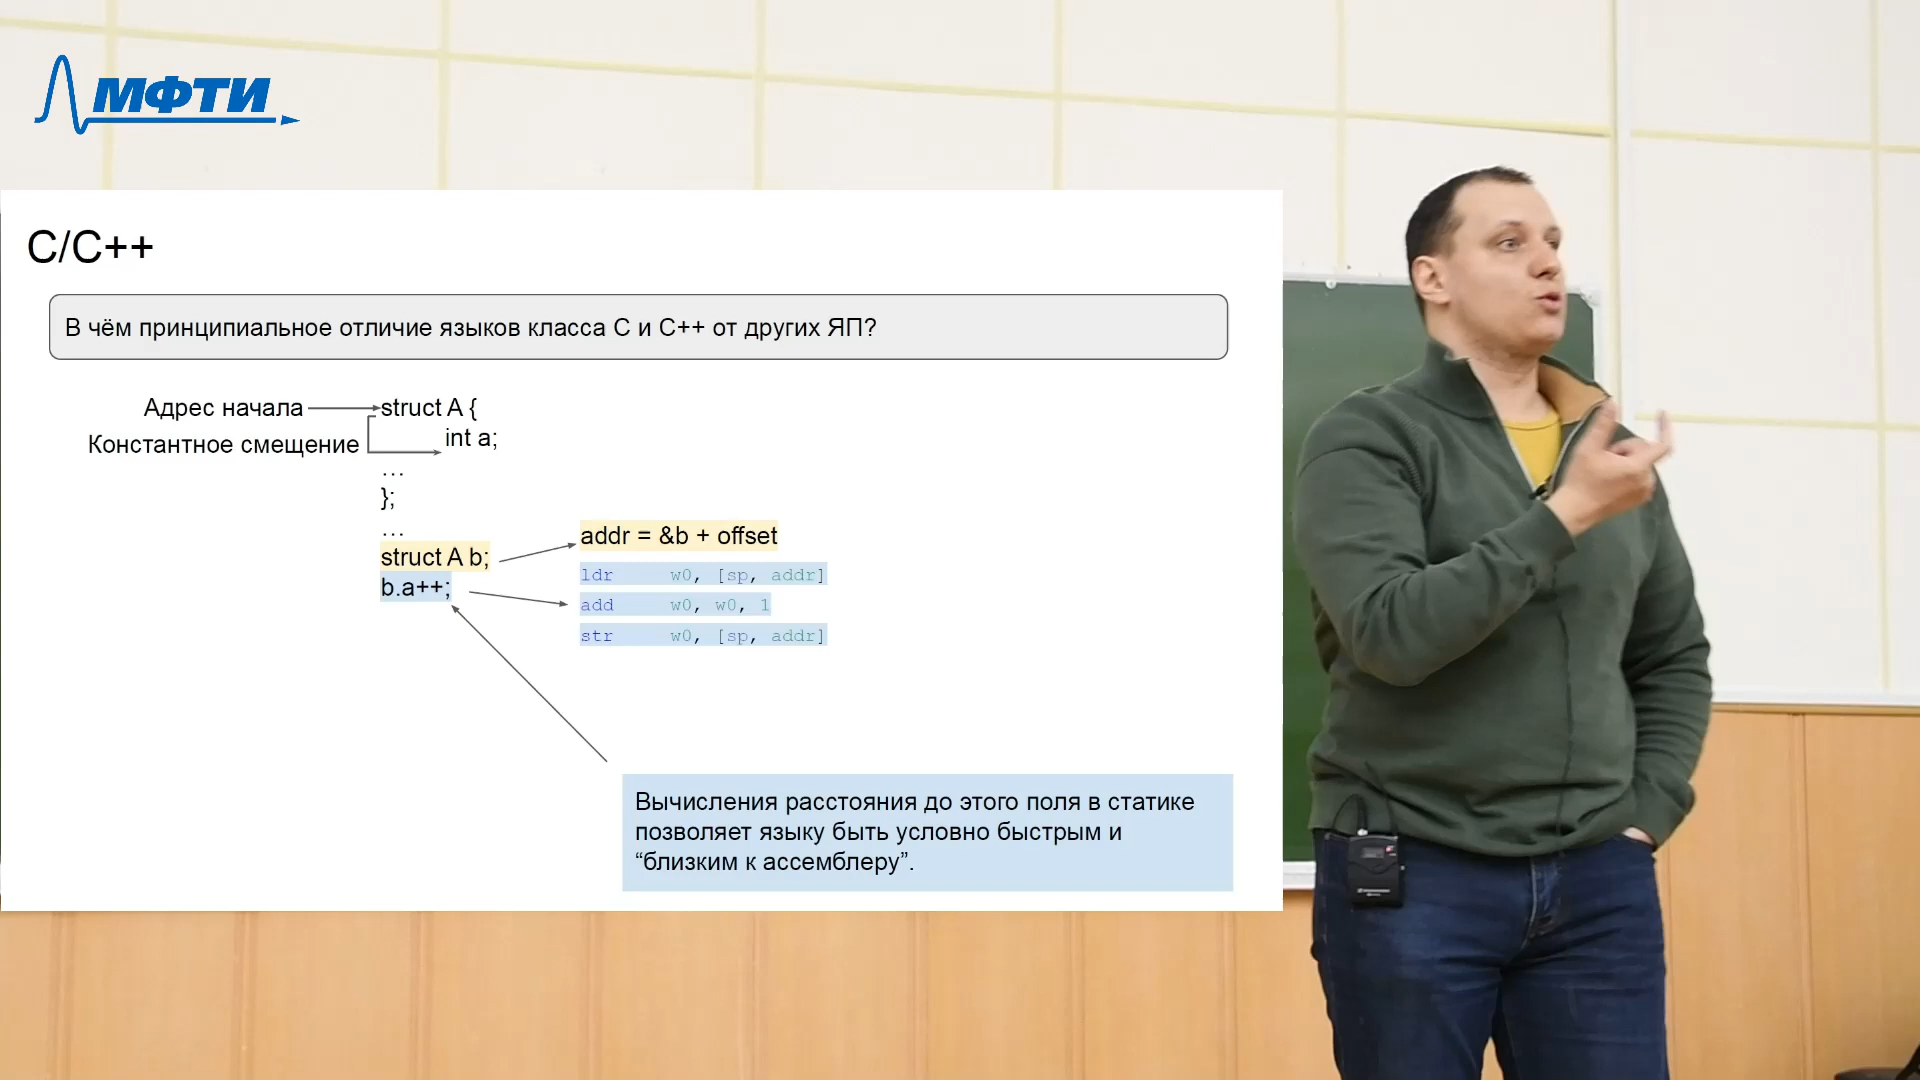 МФТИ
C/C++
В чём принципиальное отличие языков класса C и C++ от других ЯП?
Адрес начала
struct A {
Константное смещение
int a;
…
};
…
struct A b;
addr = &b + offset
b.a++;
ldr w0, [sp, addr]
add w0, w0, 1
str w0, [sp, addr]
Вычисления расстояния до этого поля в статике
позволяет языку быть условно быстрым и
“близким к ассемблеру”.